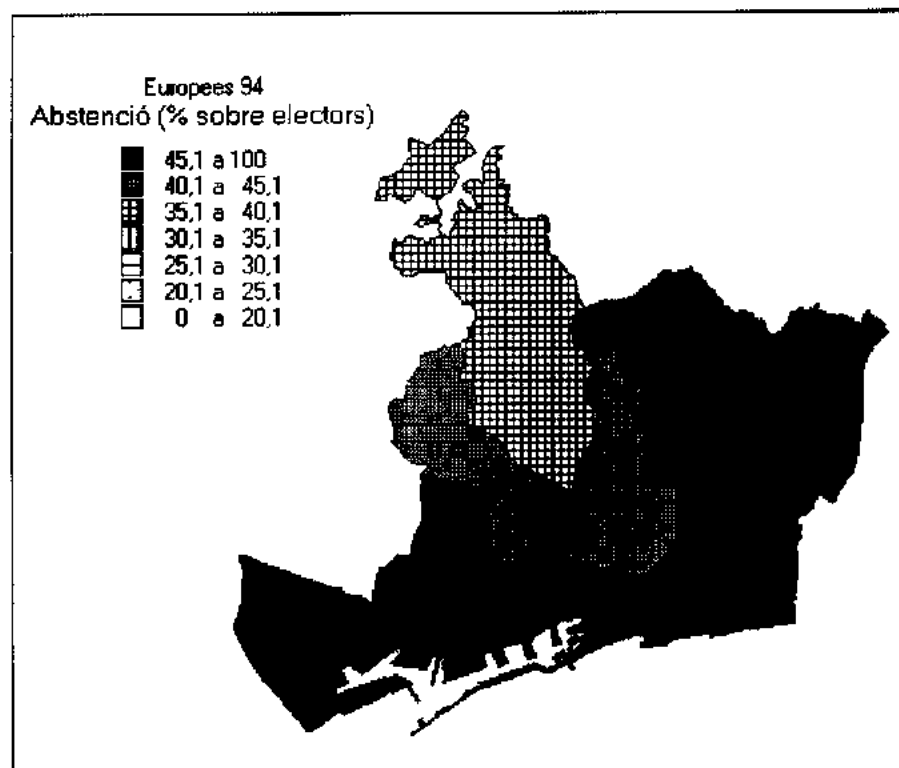 Europees 94
Abstenció (% sobre electors)
45,1 a 100
40,1 a 45,1
35,1 a 40,1
30,1 a 35,1
25,1 a 30,1
20,1 a 25,1
0 a 20,1